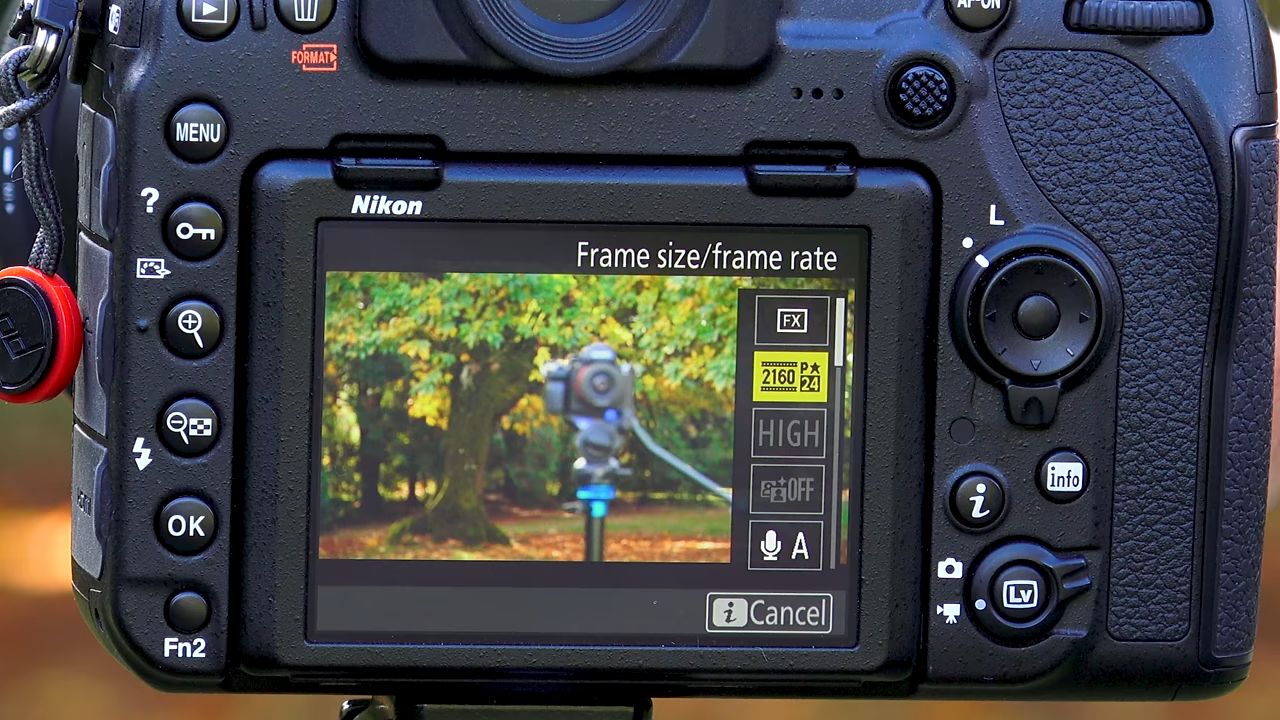 AF-ON
FORMAT
MENU
?
L
Nikon
Frame size/frame rate
FX
2160 P★
24
HIGH
OFF
A
info
i
OK
Lv
i Cancel
Fn2